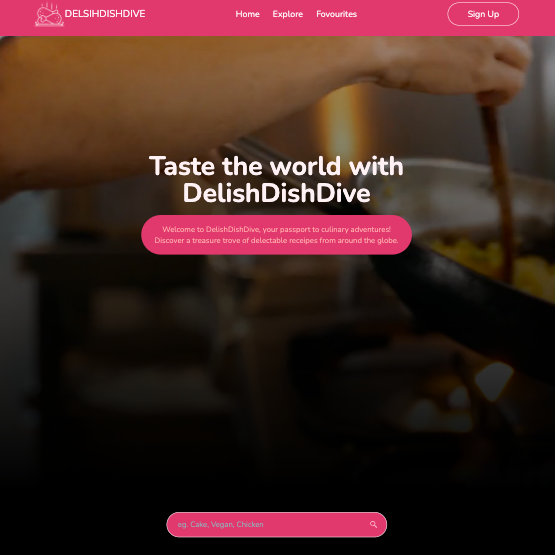 DELSIHDISHDIVE
Home Explore Fovourites
Sign Up
Taste the world with
DelishDishDive
Welcome to DelishDishDive, your passport to culinary adventures!
Discover a treasure trove of delectable receipes from around the globe.
eg. Cake, Vegan, Chicken